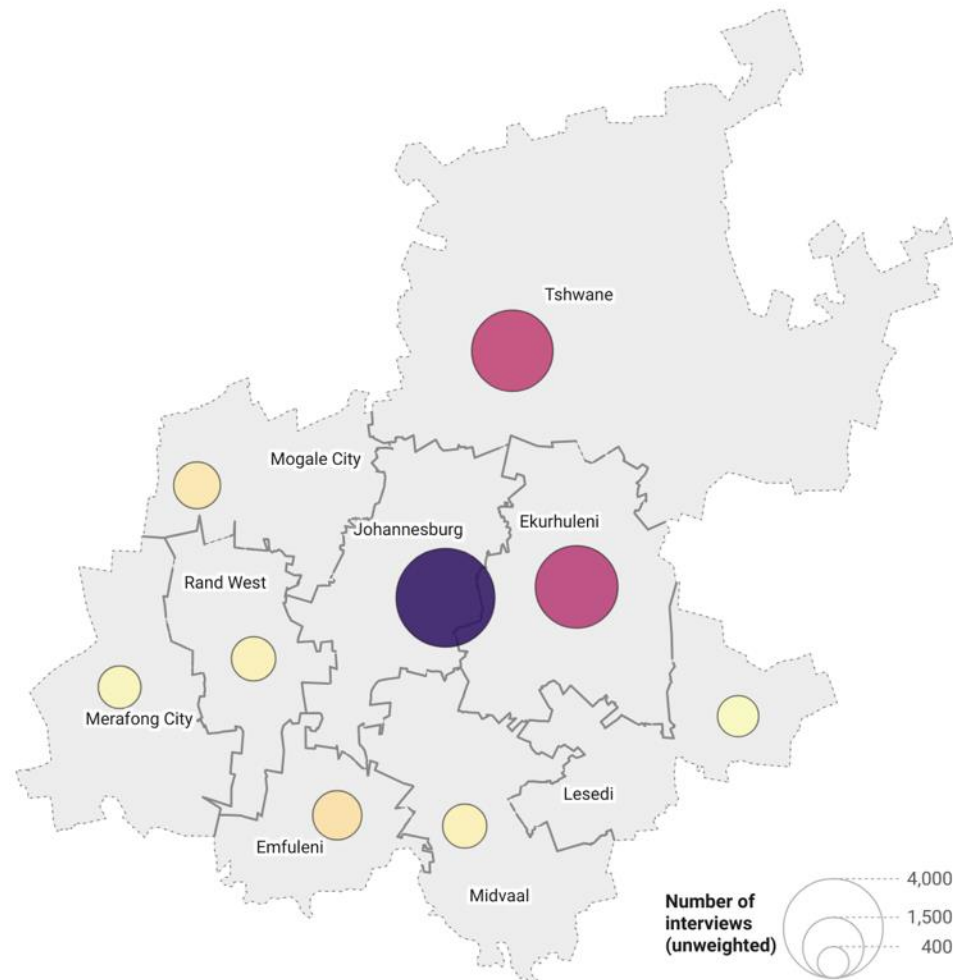 Tshwane
Mogale City
Johannesburg
Ekurhuleni
Rand West
Merafong City
Lesedi
Emfuleni
Midvaal
Number of
interviews
(unweighted)
4,000
1,500
400